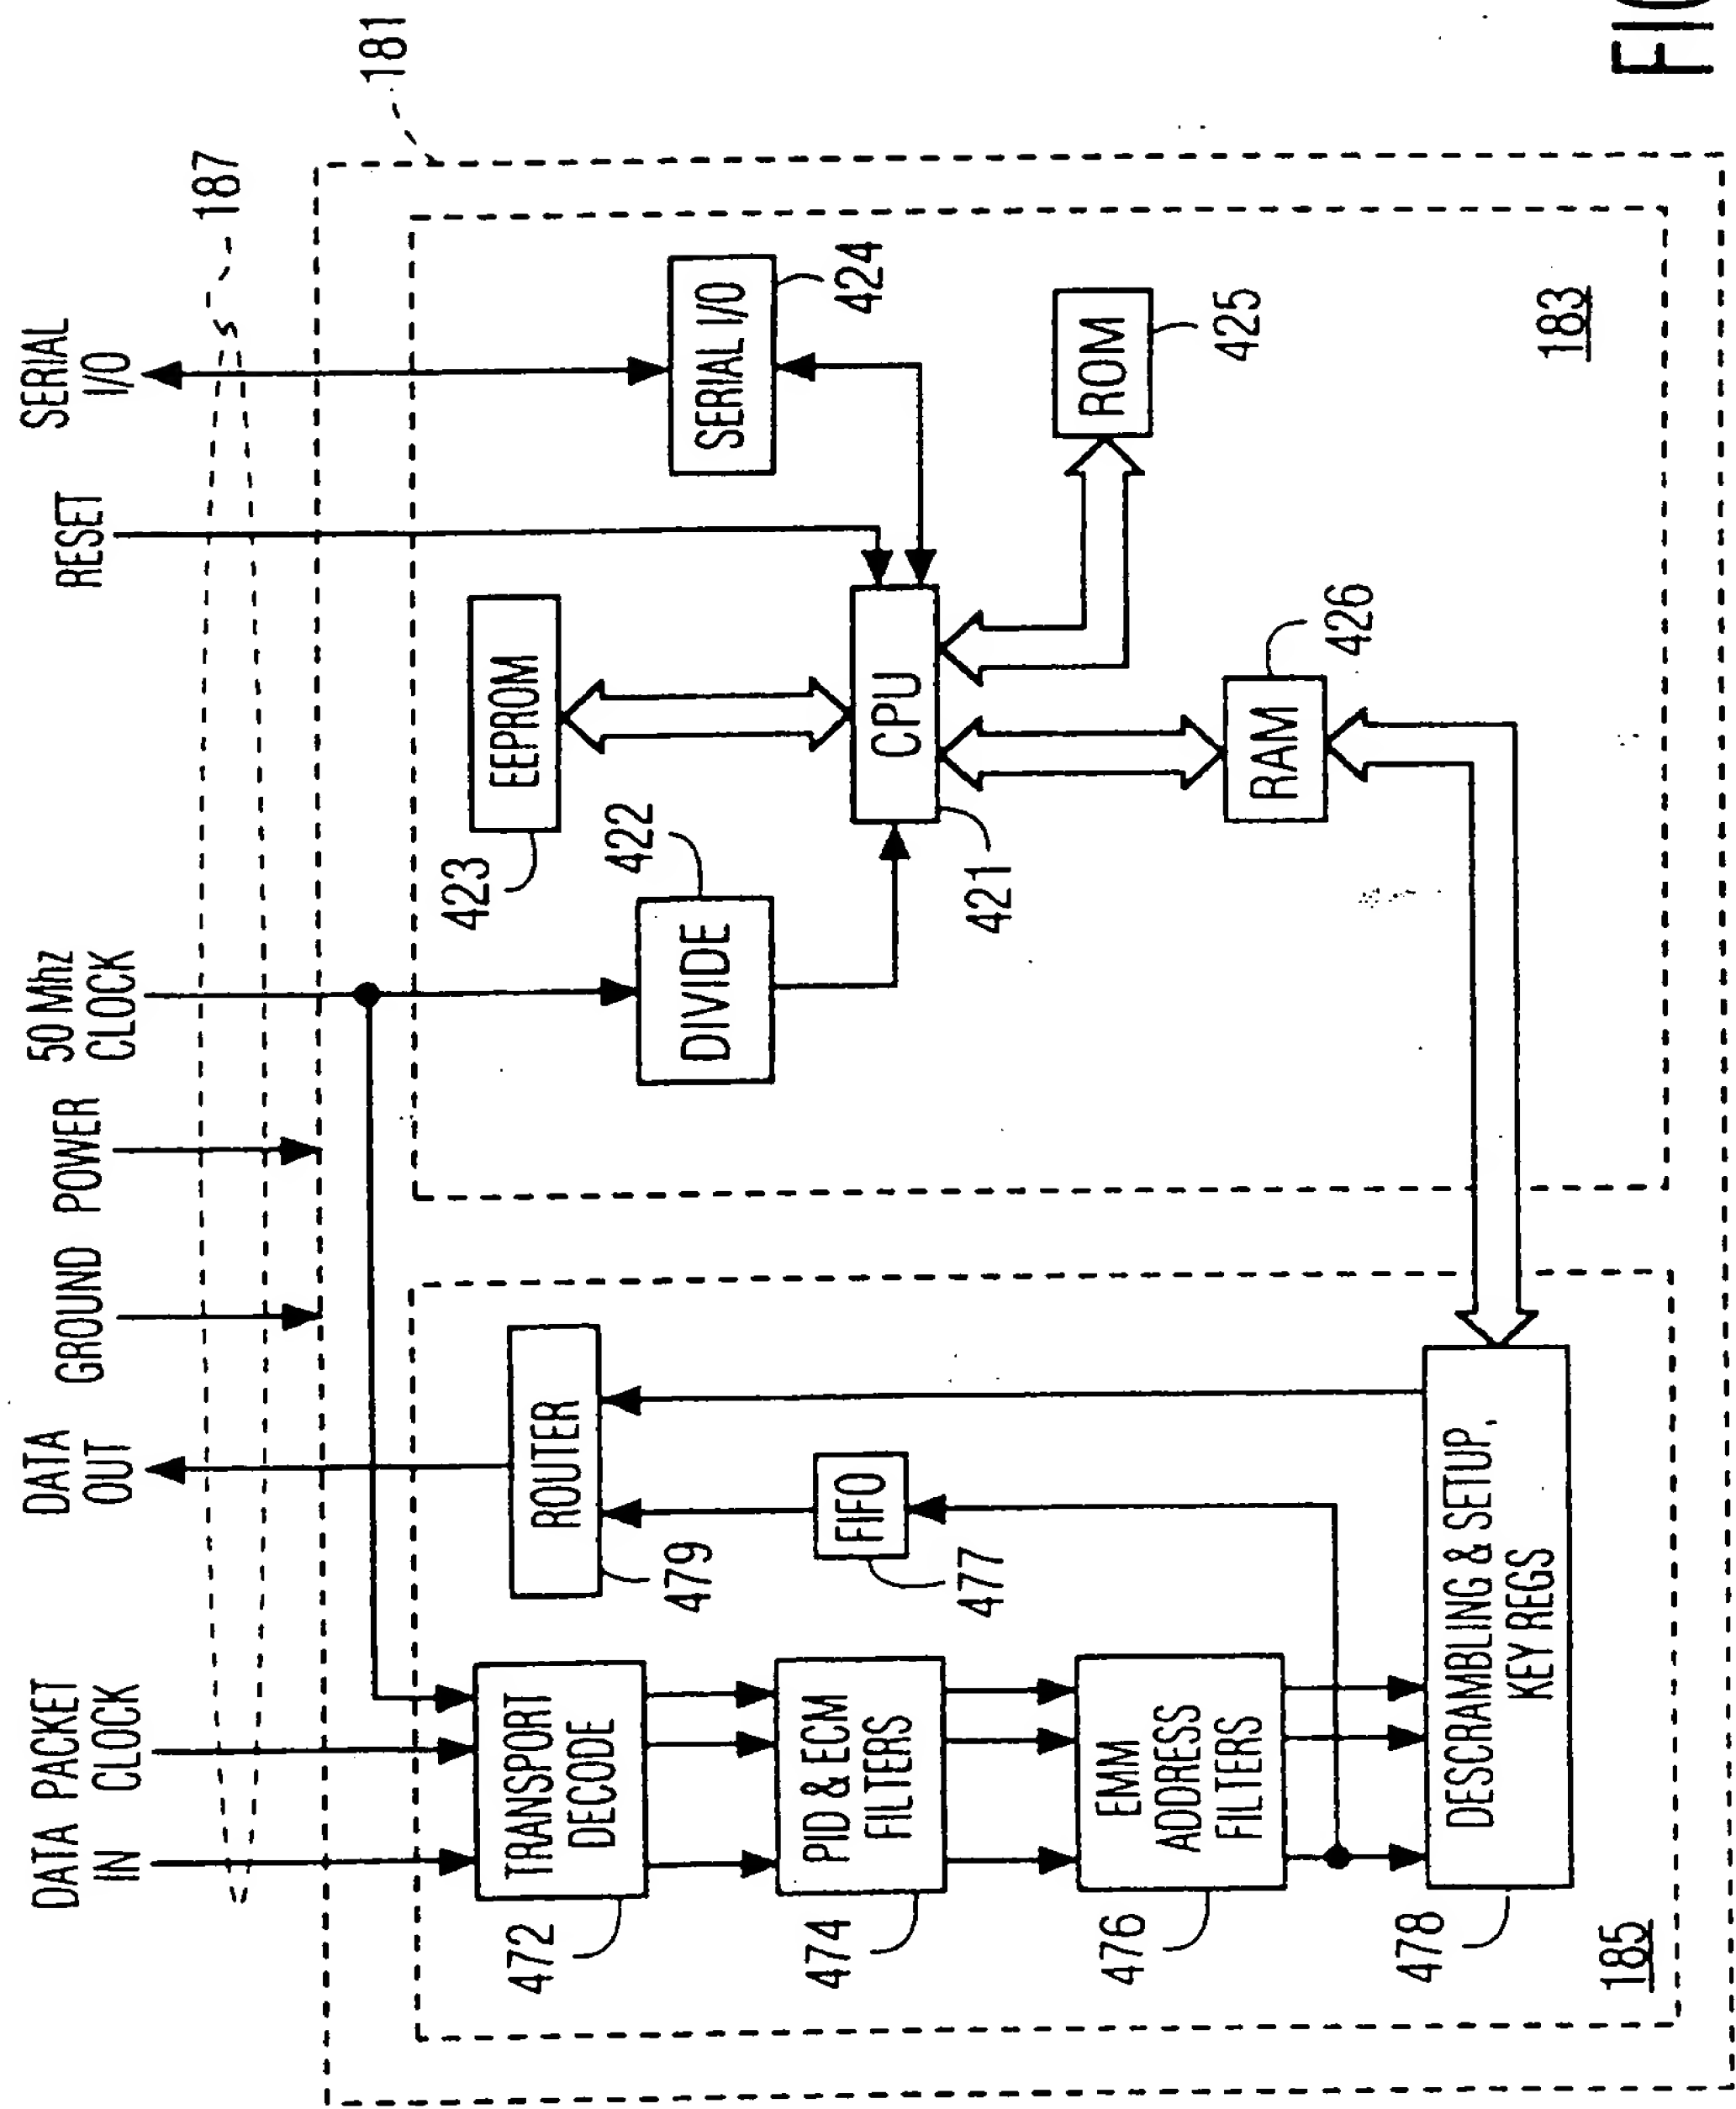 DATA
IN
PACKET
CLOCK
DATA
OUT
GROUND
POWER
50 Mhz
CLOCK
RESET
SERIAL
I/O
187
181
TRANSPORT
DECODE
472
ROUTER
479
EEPROM
423
DIVIDE
422
SERIAL I/O
424
PID & ECM
FILTERS
474
FIFO
477
CPU
421
ROM
425
EMM
ADDRESS
FILTERS
476
RAM
426
DESCRAMBLING & SETUP,
KEY REGS
478
185
183